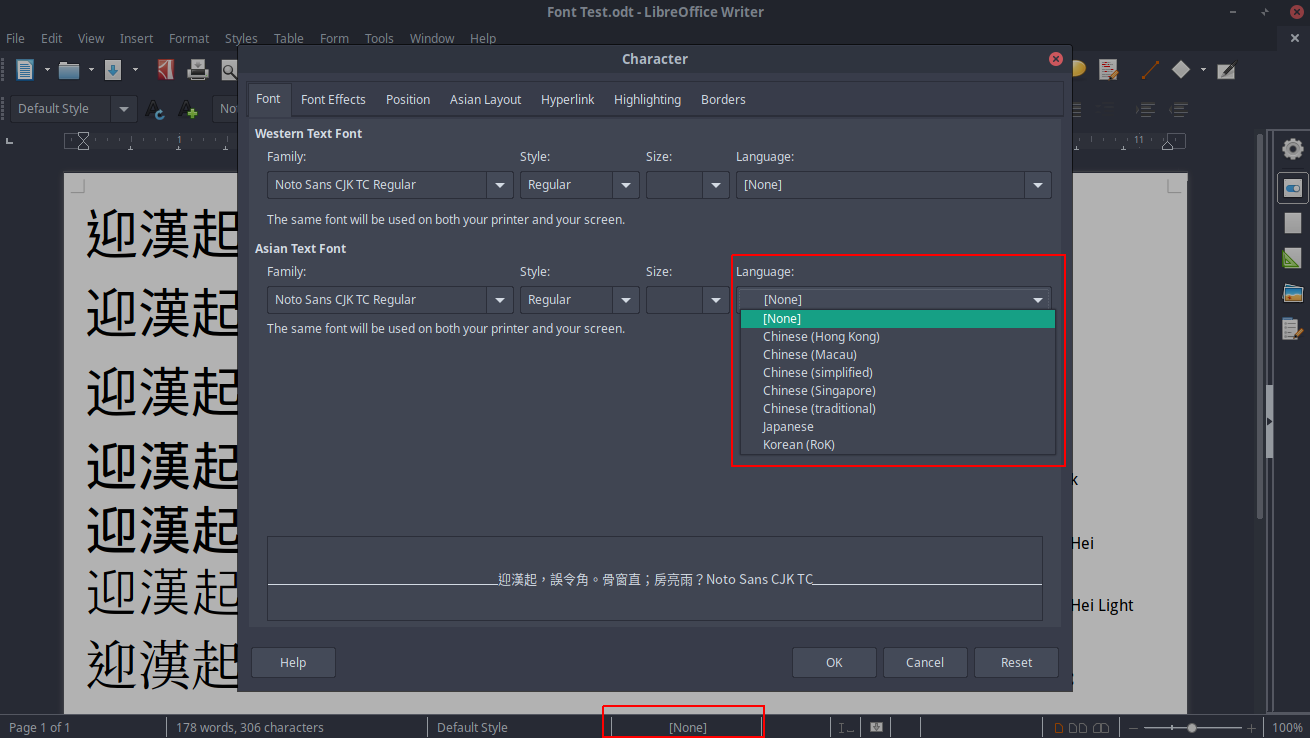 Font Test.odt - LibreOffice Writer
File Edit View Insert Format Styles Table Form Tools Window Help
Character
Default Style
No
Font Font Effects Position Asian Layout Hyperlink Highlighting Borders
1
11
Western Text Font
Family: Style: Size: Language:
Noto Sans CJK TC Regular Regular [None]
The same font will be used on both your printer and your screen.
Asian Text Font
Family: Style: Size: Language:
Noto Sans CJK TC Regular Regular [None]
The same font will be used on both your printer and your screen.
[None]
Chinese (Hong Kong)
Chinese (Macau)
Chinese (simplified)
Chinese (Singapore)
Chinese (traditional)
Japanese
Korean (RoK)
迎漢起
迎漢起
迎漢起
迎漢起 k
迎漢起 Hei
迎漢起 Hei Light
迎漢起
迎漢起，誤令角。骨窗直；房亮雨？Noto Sans CJK TC
Help OK Cancel Reset
Page 1 of 1 178 words, 306 characters Default Style [None] 100%